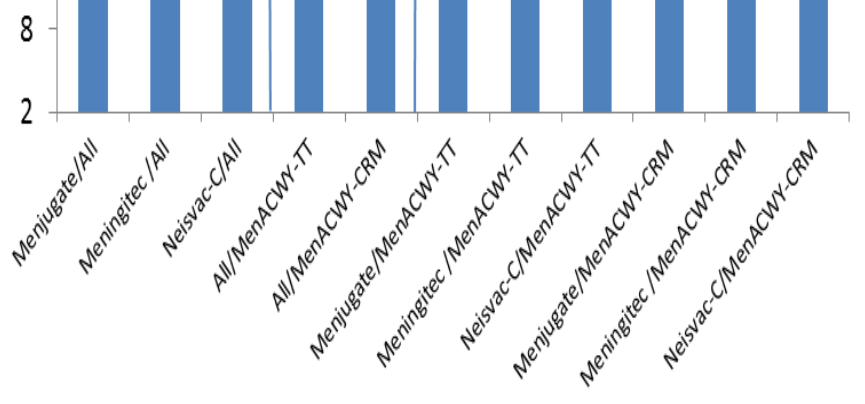 8
2
Menjugate/All
Meningitec /All
Neisvac-C/All
All/MenACWY-TT
All/MenACWY-CRM
Menjugate/MenACWY-TT
Meningitec /MenACWY-TT
Neisvac-C/MenACWY-TT
Menjugate/MenACWY-CRM
Meningitec /MenACWY-CRM
Neisvac-C/MenACWY-CRM